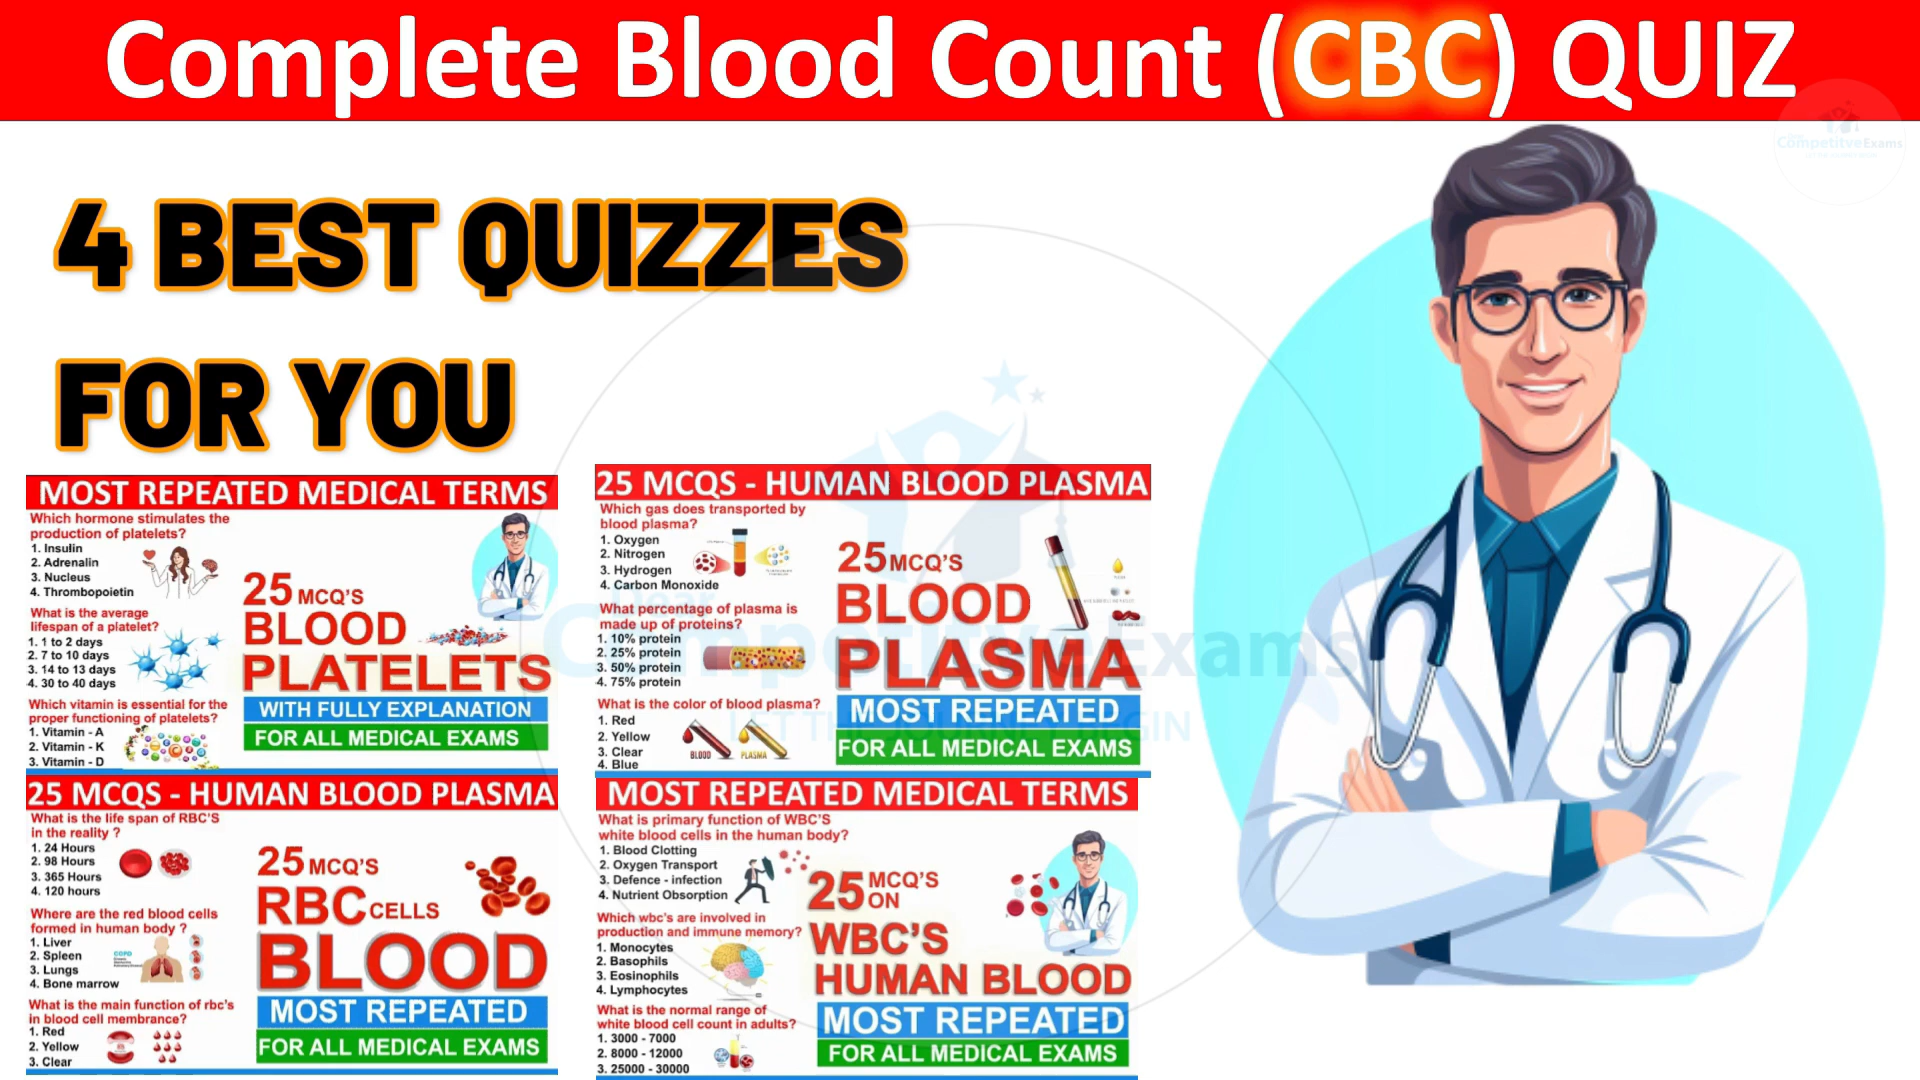 Complete Blood Count (CBC) QUIZ
CompetitveExams
4 BEST QUIZZES
FOR YOU
MOST REPEATED MEDICAL TERMS
Which hormone stimulates the
production of platelets?
1. Insulin
2. Adrenalin
3. Nucleus
4. Thrombopoietin
What is the average
lifespan of a platelet?
1. 1 to 2 days
2. 7 to 10 days
3. 14 to 13 days
4. 30 to 40 days
Which vitamin is essential for the
proper functioning of platelets?
1. Vitamin - A
2. Vitamin - K
3. Vitamin - D
25 MCQ'S
BLOOD
PLATELETS
WITH FULLY EXPLANATION
FOR ALL MEDICAL EXAMS
25 MCQS - HUMAN BLOOD PLASMA
Which gas does transported by
blood plasma?
1. Oxygen
2. Nitrogen
3. Hydrogen
4. Carbon Monoxide
What percentage of plasma is
made up of proteins?
1. 10% protein
2. 25% protein
3. 50% protein
4. 75% protein
What is the color of blood plasma?
1. Red
2. Yellow
3. Clear
4. Blue
BLOOD
PLASMA
25 MCQ'S
BLOOD
PLASMA
MOST REPEATED
FOR ALL MEDICAL EXAMS
Dear
CompetitveExams
LET THE JOURNEY BEGIN
25 MCQS - HUMAN BLOOD PLASMA
What is the life span of RBC'S
in the reality ?
1. 24 Hours
2. 98 Hours
3. 365 Hours
4. 120 hours
Where are the red blood cells
formed in human body ?
1. Liver
2. Spleen
3. Lungs
4. Bone marrow
COPD
What is the main function of rbc's
in blood cell membrance?
1. Red
2. Yellow
3. Clear
25 MCQ'S
RBC CELLS
BLOOD
MOST REPEATED
FOR ALL MEDICAL EXAMS
MOST REPEATED MEDICAL TERMS
What is primary function of WBC'S
white blood cells in the human body?
1. Blood Clotting
2. Oxygen Transport
3. Defence - infection
4. Nutrient Obsorption
Which wbc's are involved in
production and immune memory?
1. Monocytes
2. Basophils
3. Eosinophils
4. Lymphocytes
What is the normal range of
white blood cell count in adults?
1. 3000 - 7000
2. 8000 - 12000
3. 25000 - 30000
25 MCQ'S
ON
WBC'S
HUMAN BLOOD
MOST REPEATED
FOR ALL MEDICAL EXAMS